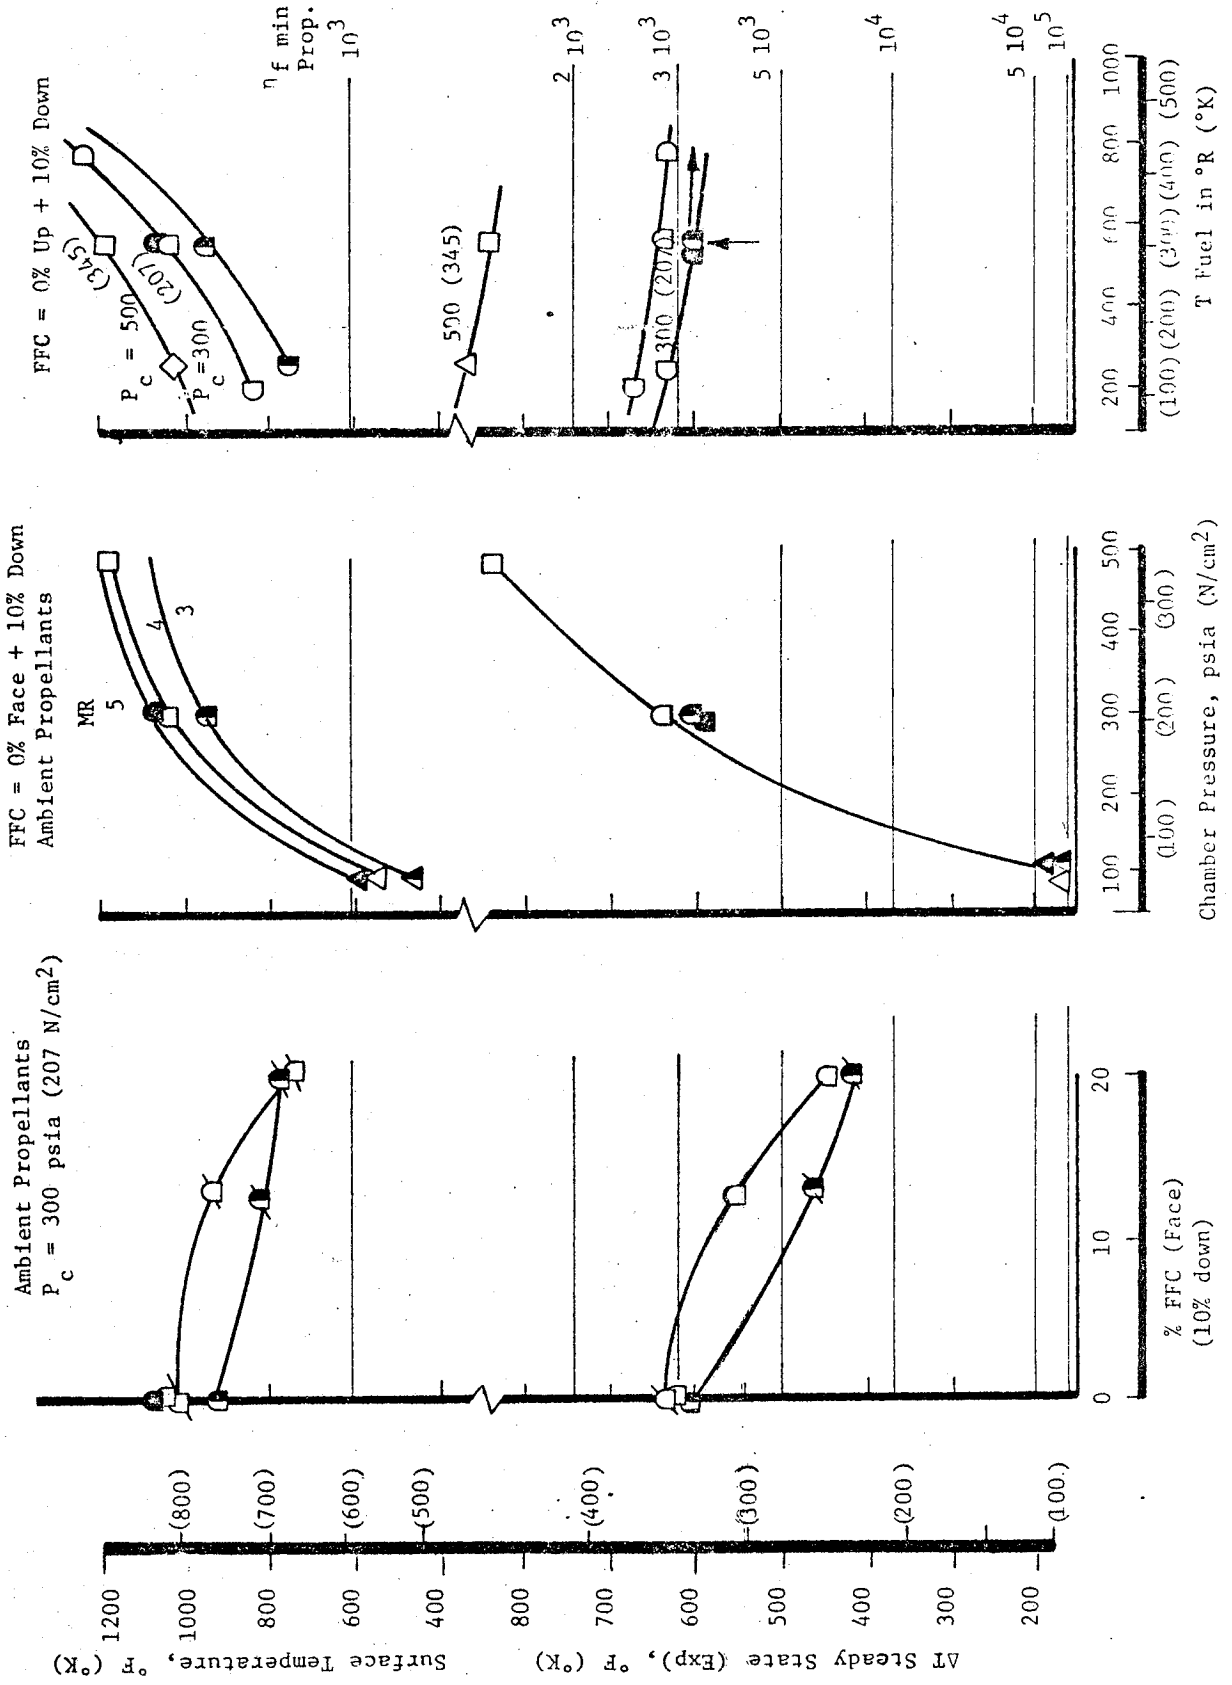 Ambient Propellants
P_c = 300 psia (207 N/cm²)
FFC = 0% Face + 10% Down
Ambient Propellants
FFC = 0% Up + 10% Down
MR
5
4
3
P_c = 500
(345)
P_c =300
(207)
500 (345)
300 (207)
η f min
Prop.
10³
2 10³
3 10³
5 10³
10⁴
5 10⁴
10⁵
Surface Temperature, °F (°K)
1200
1000
800
600
400
(800)
(700)
(600)
(500)
ΔT Steady State (Exp), °F (°K)
700
600
500
400
300
200
(400)
(300)
(200)
(100)
0 10 20
% FFC (Face)
(10% down)
100 200 300 400 500
(100) (200) (300)
Chamber Pressure, psia (N/cm²)
200 400 600 800 1000
(100)(200) (300)(400) (500)
T Fuel in °R (°K)